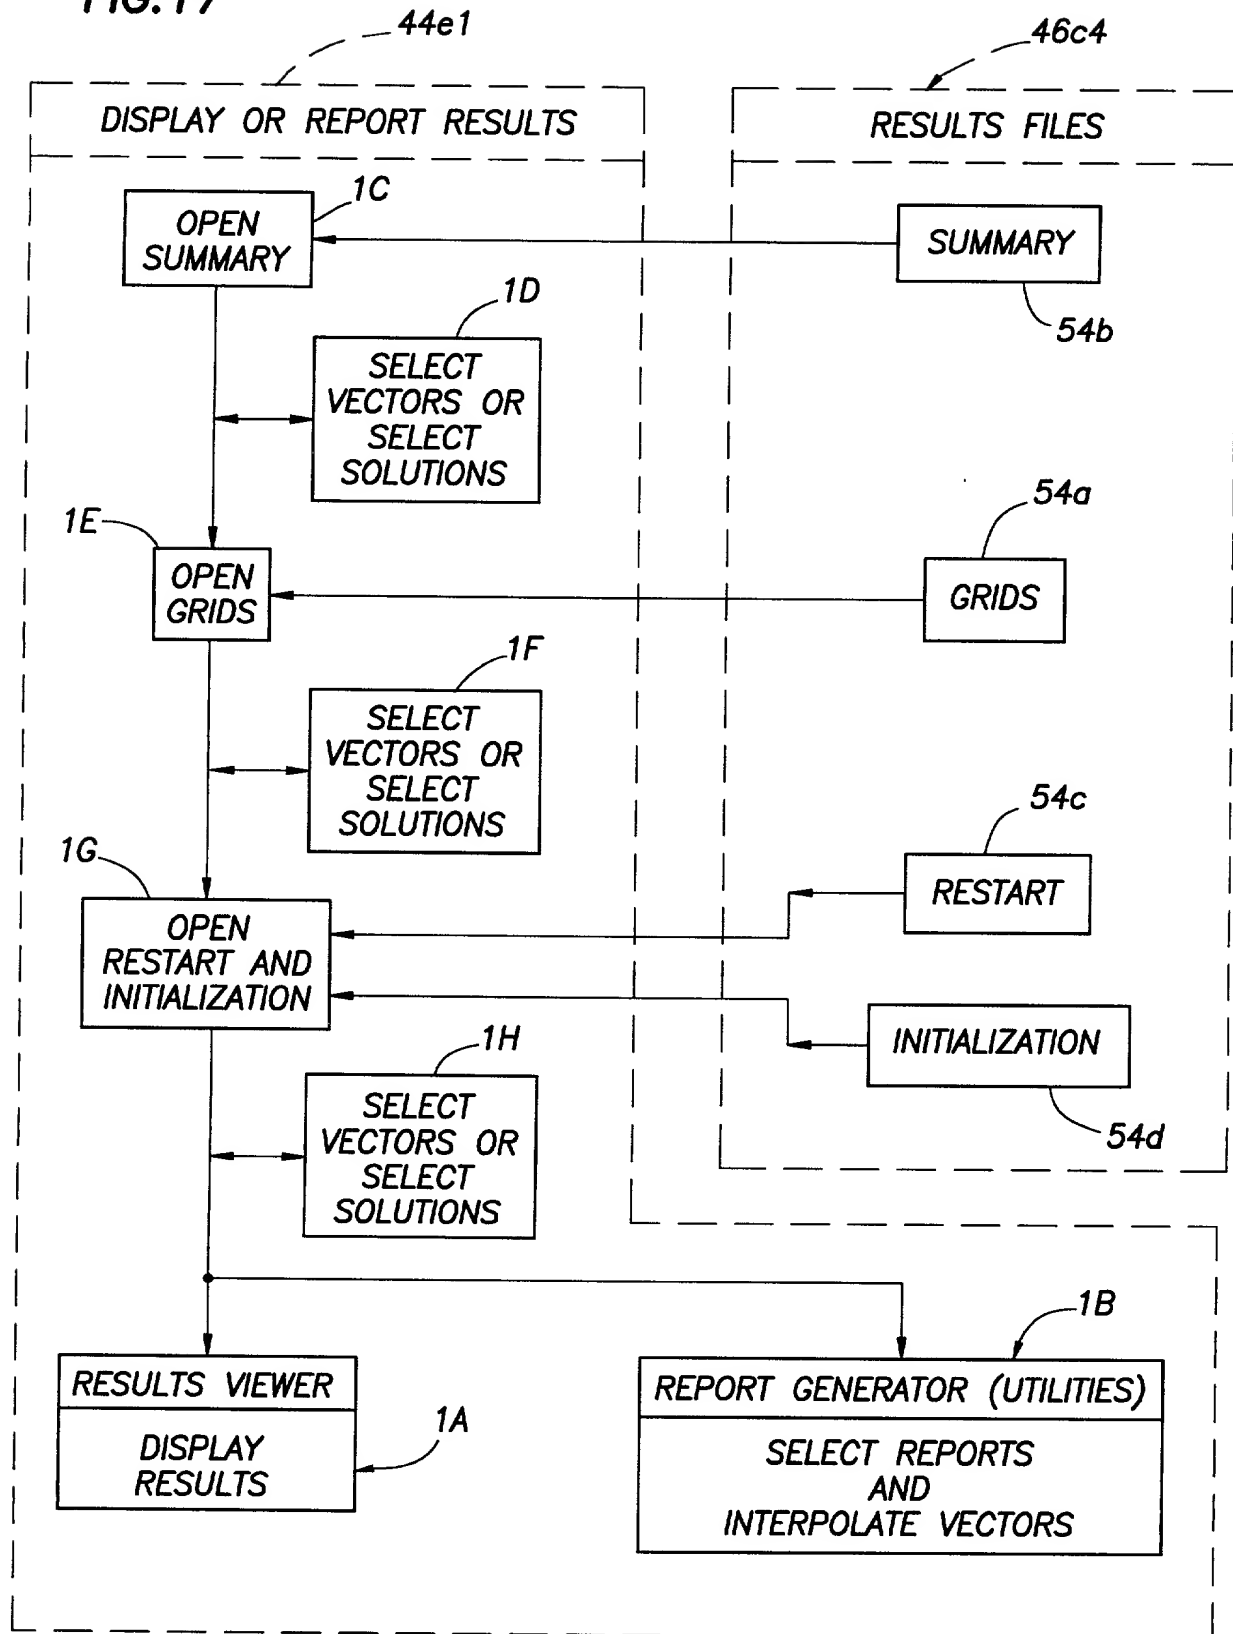 FIG. 17
44e1
46c4
DISPLAY OR REPORT RESULTS
RESULTS FILES
1C
OPEN
SUMMARY
SUMMARY
54b
1D
SELECT
VECTORS OR
SELECT
SOLUTIONS
1E
OPEN
GRIDS
54a
GRIDS
1F
SELECT
VECTORS OR
SELECT
SOLUTIONS
1G
OPEN
RESTART AND
INITIALIZATION
54c
RESTART
INITIALIZATION
54d
1H
SELECT
VECTORS OR
SELECT
SOLUTIONS
RESULTS VIEWER
DISPLAY
RESULTS
1A
1B
REPORT GENERATOR (UTILITIES)
SELECT REPORTS
AND
INTERPOLATE VECTORS